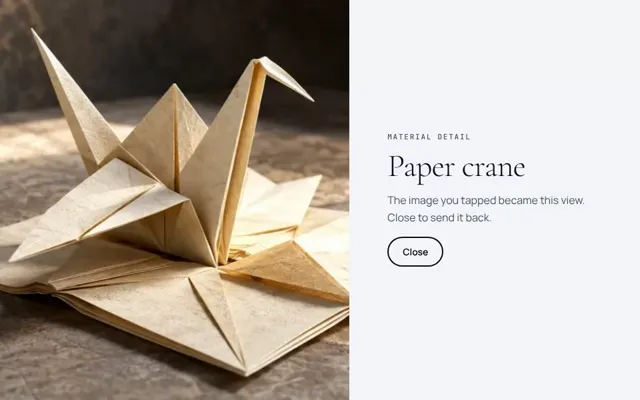 MATERIAL DETAIL
Paper crane
The image you tapped became this view.
Close to send it back.
Close